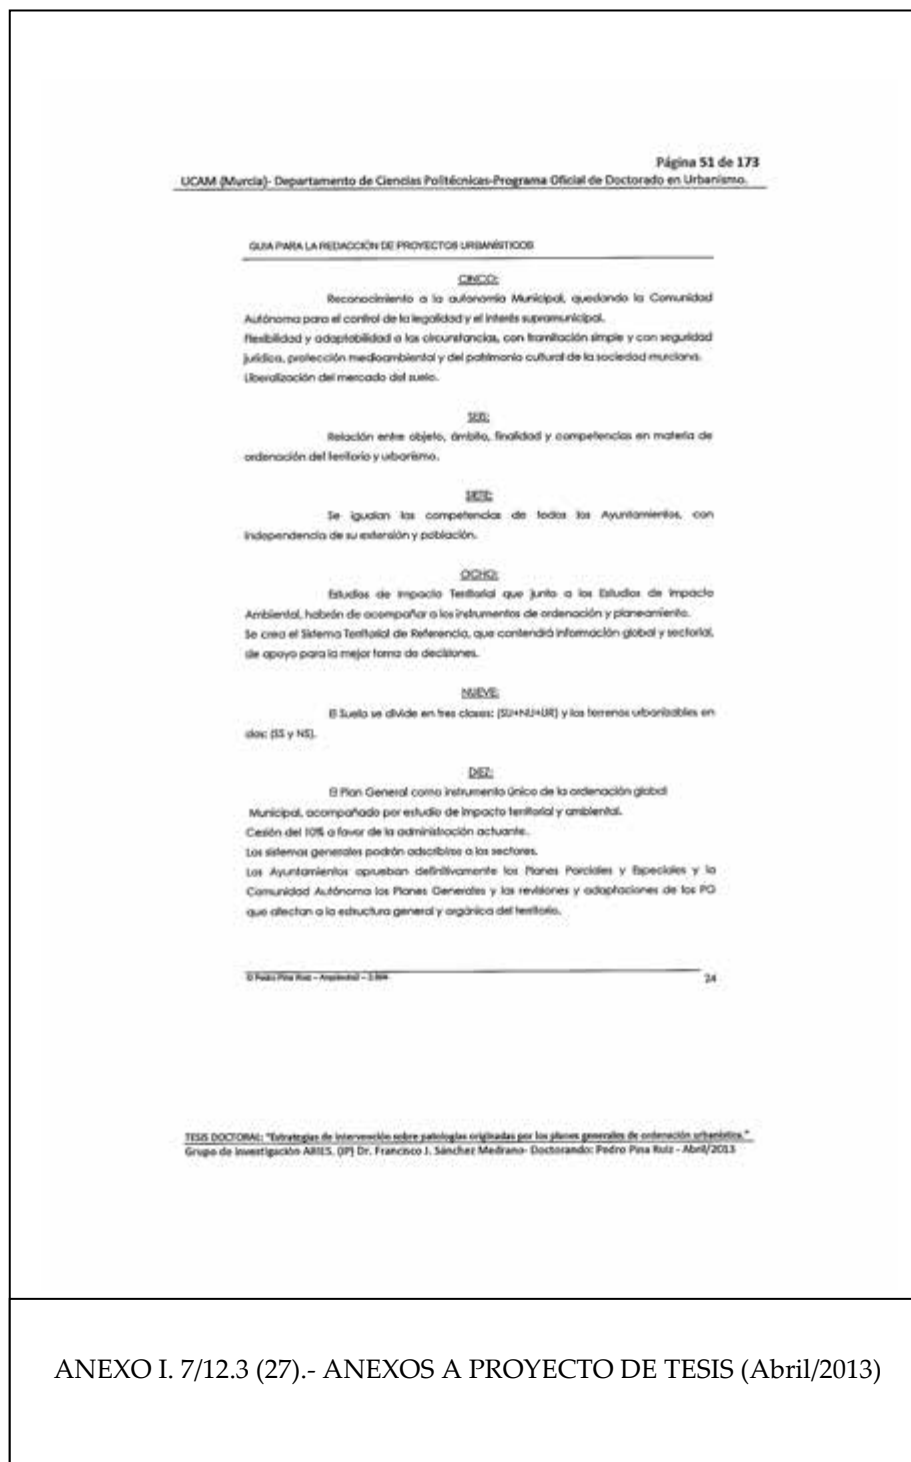 Página 51 de 173
UCAM (Murcia)- Departamento de Ciencias Politécnicas-Programa Oficial de Doctorado en Urbanismo.
GUIA PARA LA REDACCIÓN DE PROYECTOS URBANÍSTICOS
CINCO:
Reconocimiento a la autonomía Municipal, quedando la Comunidad
Autónoma para el control de la legalidad y el interés supramunicipal.
Flexibilidad y adaptabilidad a las circunstancias, con tramitación simple y con seguridad
jurídica, protección medioambiental y del patrimonio cultural de la sociedad murciana.
Liberalización del mercado del suelo.
SEIS:
Relación entre objeto, ámbito, finalidad y competencias en materia de
ordenación del territorio y urbanismo.
SIETE:
Se igualan las competencias de todos los Ayuntamientos, con
independencia de su extensión y población.
OCHO:
Estudios de Impacto Territorial que junto a los Estudios de Impacto
Ambiental, habrán de acompañar a los instrumentos de ordenación y planeamiento.
Se crea el Sistema Territorial de Referencia, que contendrá información global y sectorial,
de apoyo para la mejor toma de decisiones.
NUEVE:
El Suelo se divide en tres clases: (SU+NU+UR) y los terrenos urbanizables en
dos: (SS y NS).
DIEZ:
El Plan General como instrumento único de la ordenación global
Municipal, acompañado por estudio de impacto territorial y ambiental.
Cesión del 10% a favor de la administración actuante.
Los sistemas generales podrán adscribirse a los sectores.
Los Ayuntamientos aprueban definitivamente los Planes Parciales y Especiales y la
Comunidad Autónoma los Planes Generales y las revisiones y adaptaciones de los PG
que afectan a la estructura general y orgánica del territorio.
© Pedro Pina Ruiz – Arquitecto –
24
TESIS DOCTORAL: "Estrategias de intervención sobre patologías originadas por los planes generales de ordenación urbanística."
Grupo de investigación ARIES. (IP) Dr. Francisco J. Sánchez Medrano- Doctorando: Pedro Pina Ruiz - Abril/2013
ANEXO I. 7/12.3 (27).- ANEXOS A PROYECTO DE TESIS (Abril/2013)